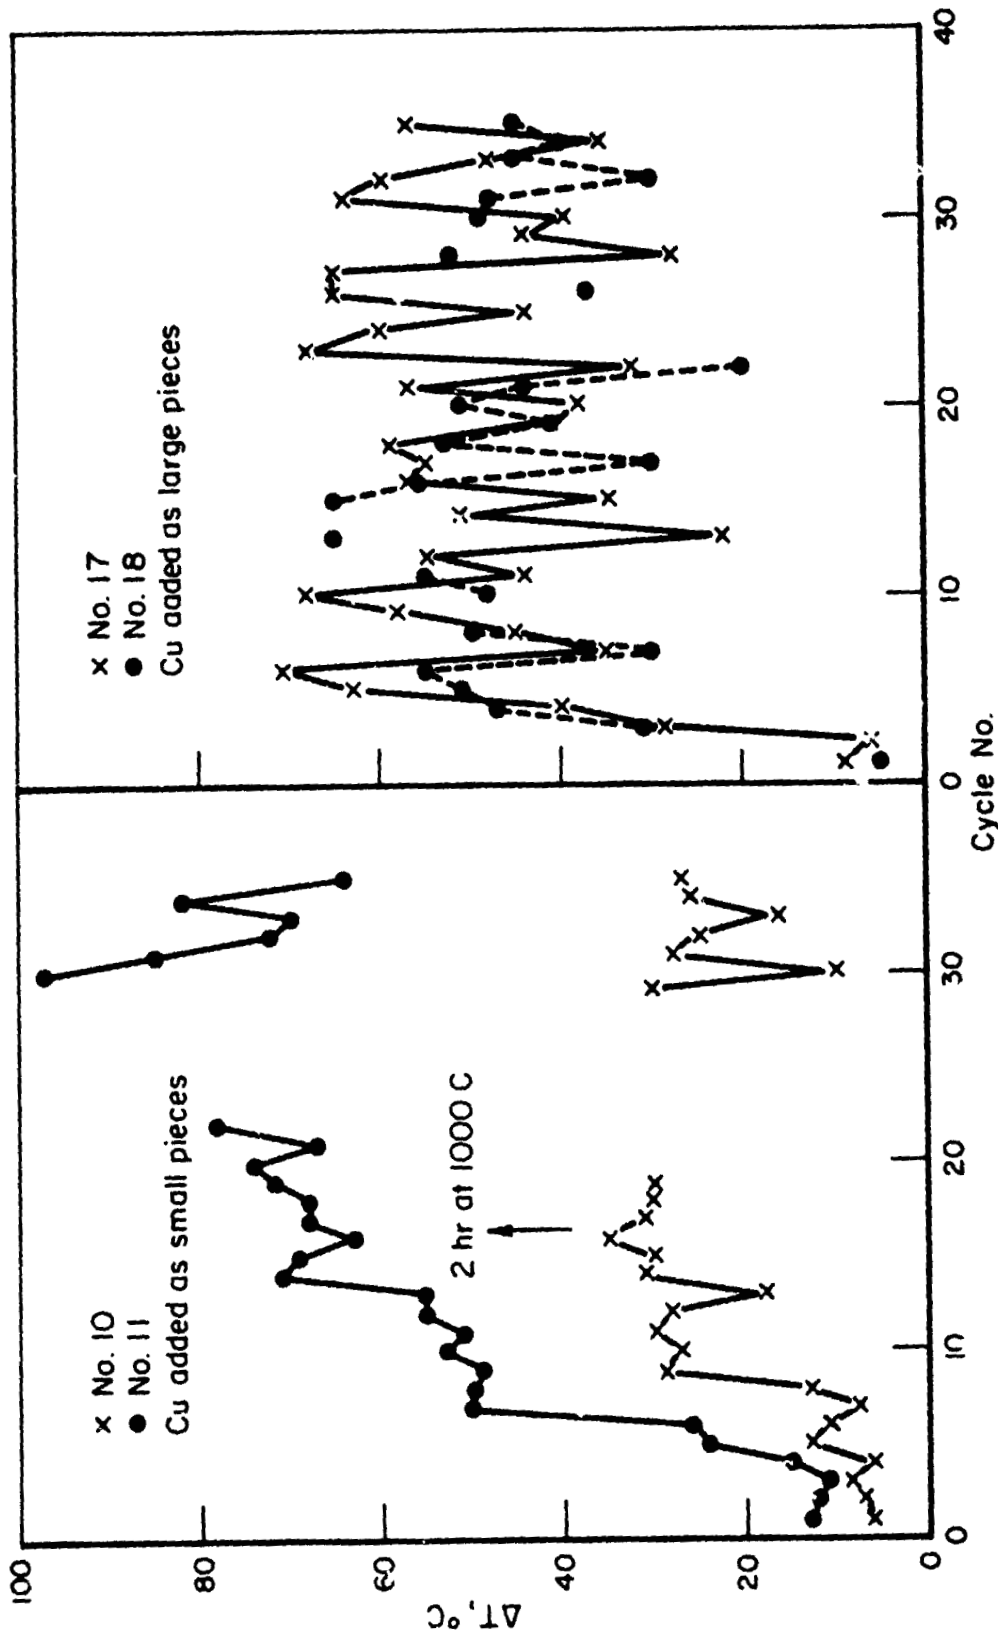 100
80
60
40
20
0
ΔT, °C
× No. 10
● No. 11
Cu added as small pieces
2 hr at 1000 C
× No. 17
● No. 18
Cu aaded as large pieces
0 10 20 30 0 10 20 30 40
Cycle No.